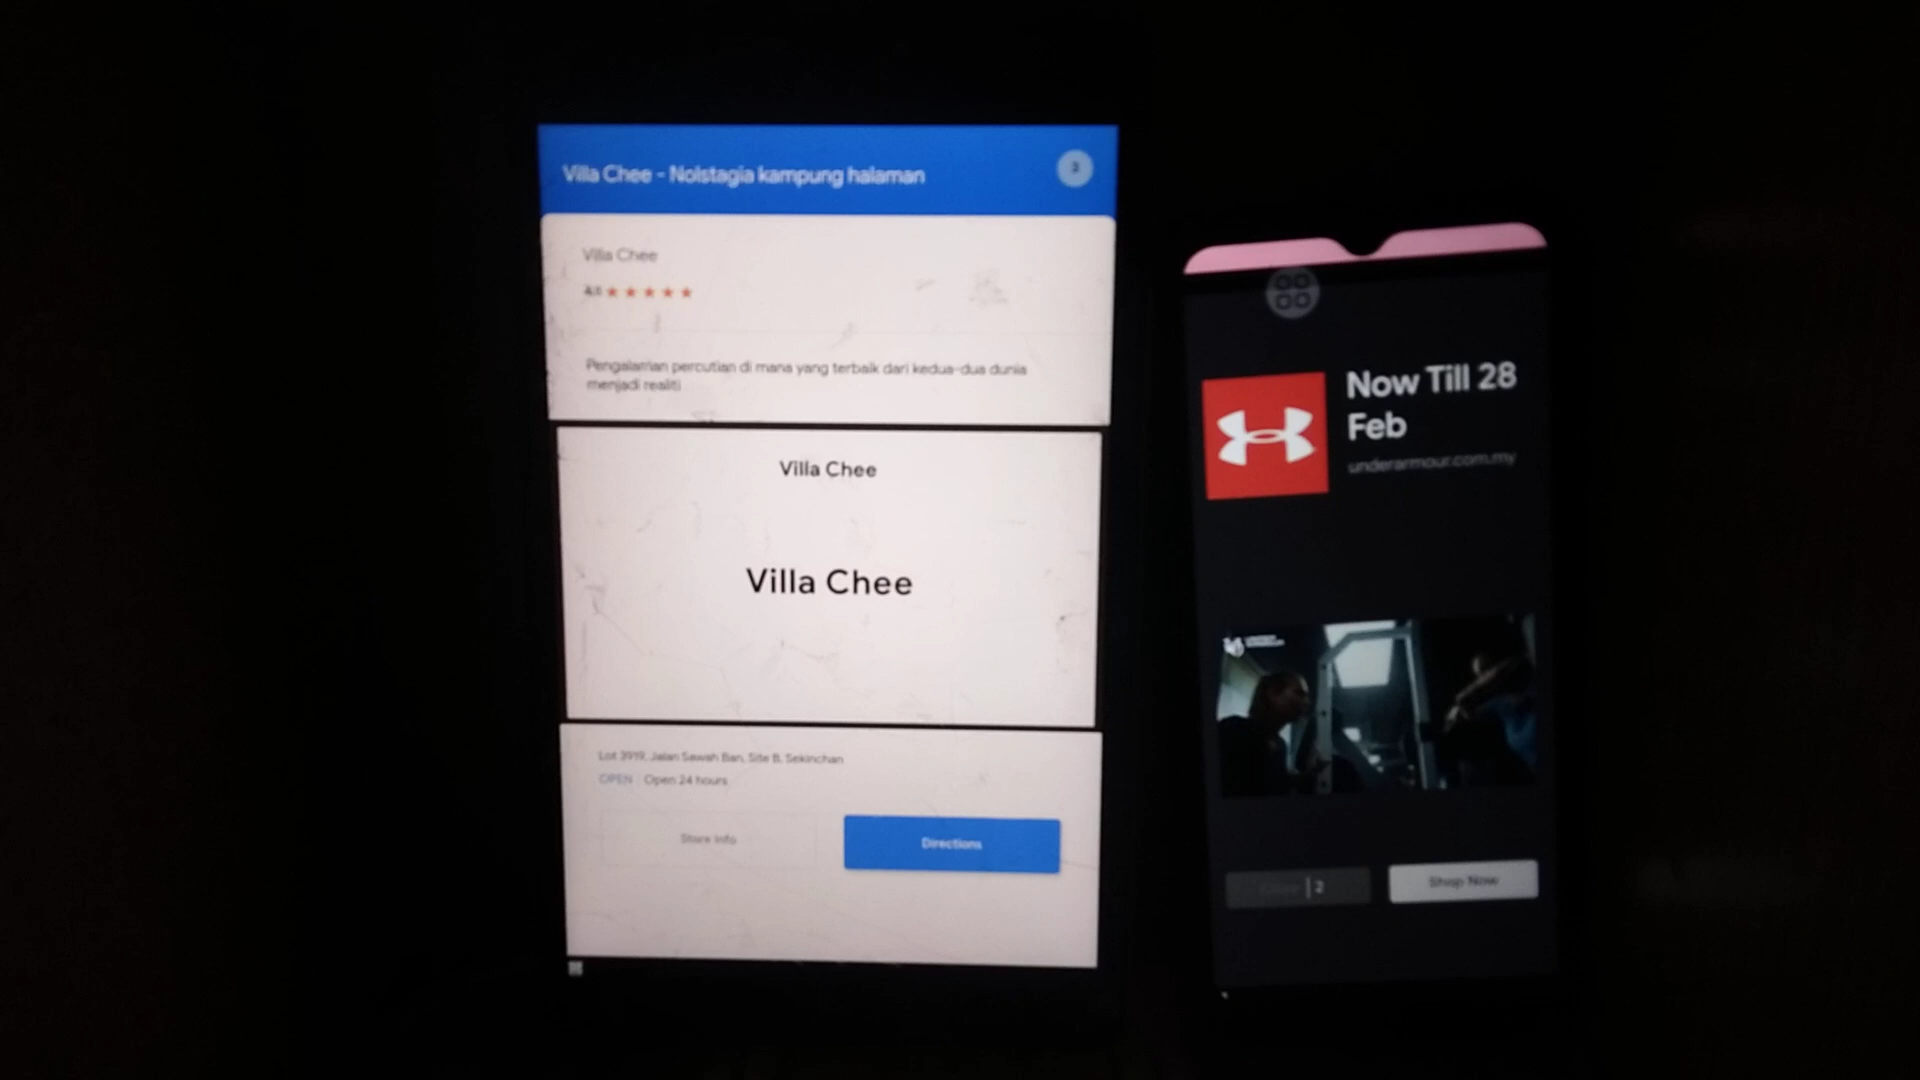 Villa Chee - Nolstagia kampung halaman
3
Villa Chee
Pengalaman percutian di mana yang terbaik dari kedua-dua dunia
menjadi realiti
Villa Chee
Villa Chee
Lot 3919, Jalan Sawah Ban, Site B, Sekinchan
OPEN Open 24 hours
Store Info
Directions
Now Till 28
Feb
underarmour.com.my
2
Shop Now